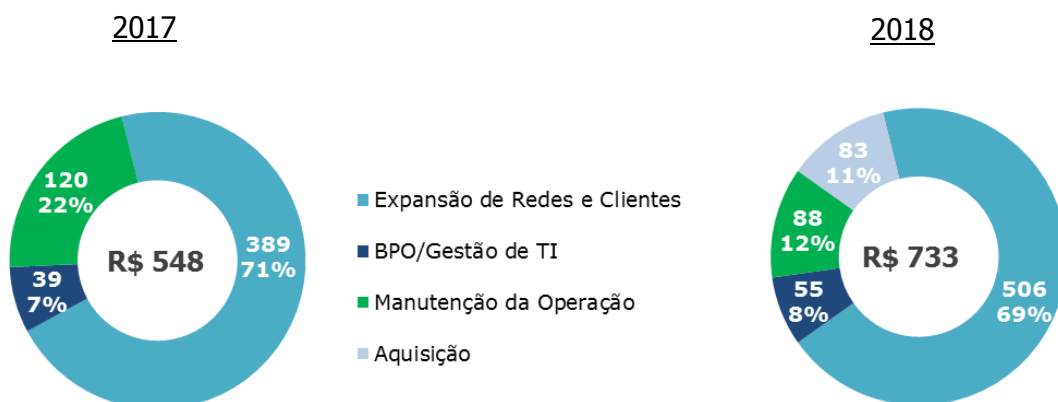 2017
2018
120
22%
39
7%
R$ 548
389
71%
Expansão de Redes e Clientes
BPO/Gestão de TI
Manutenção da Operação
Aquisição
83
11%
88
12%
55
8%
R$ 733
506
69%